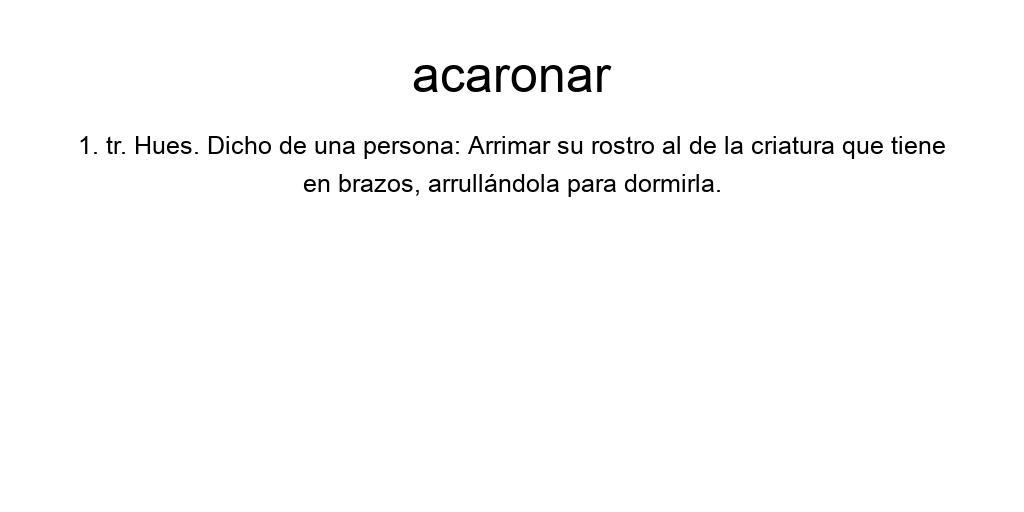 acaronar
1. tr. Hues. Dicho de una persona: Arrimar su rostro al de la criatura que tiene
en brazos, arrullándola para dormirla.